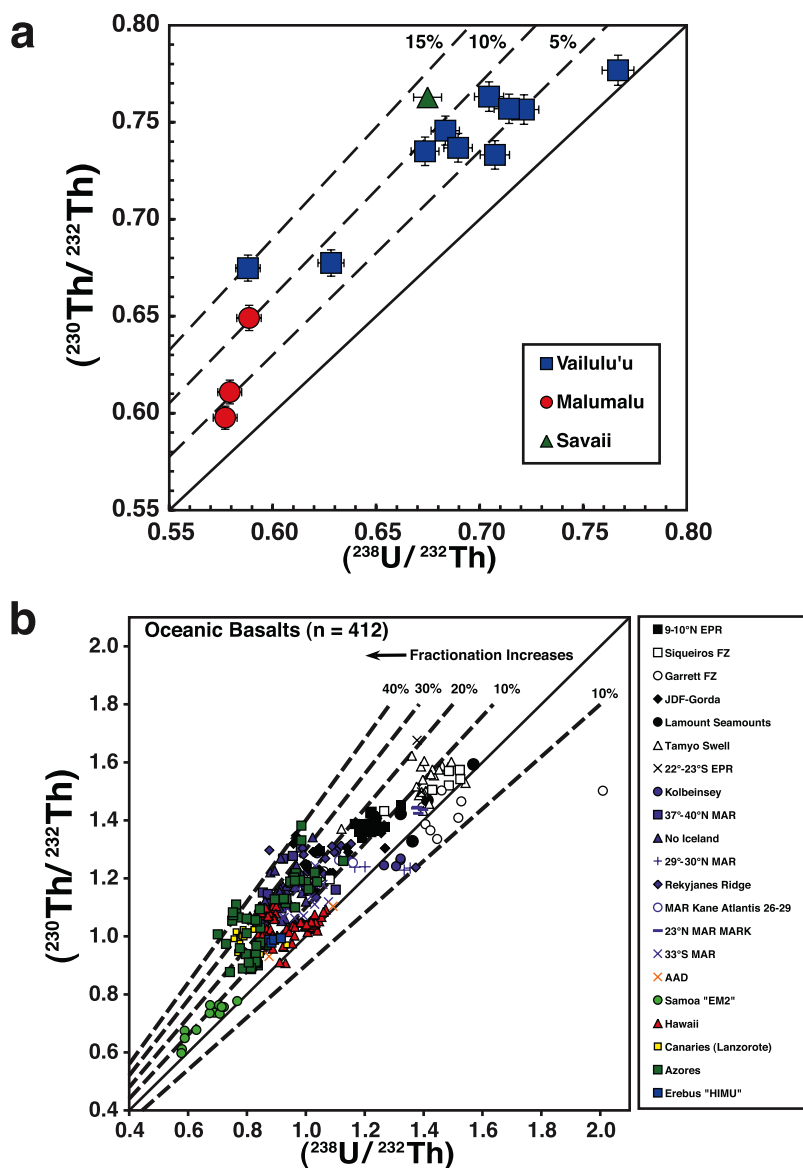 a
15% 10% 5%
0.80
0.75
0.70
0.65
0.60
0.55
(230Th/232Th)
Vailulu'u
Malumalu
Savaii
0.55 0.60 0.65 0.70 0.75 0.80
(238U/232Th)
b
Oceanic Basalts (n = 412)
Fractionation Increases
40% 30% 20% 10% 10%
2.0
1.8
1.6
1.4
1.2
1.0
0.8
0.6
0.4
(230Th/232Th)
0.4 0.6 0.8 1.0 1.2 1.4 1.6 1.8 2.0
(238U/232Th)
9-10°N EPR
Siqueiros FZ
Garrett FZ
JDF-Gorda
Lamount Seamounts
Tamyo Swell
22°-23°S EPR
Kolbeinsey
37°-40°N MAR
No Iceland
29°-30°N MAR
Rekyjanes Ridge
MAR Kane Atlantis 26-29
23°N MAR MARK
33°S MAR
AAD
Samoa "EM2"
Hawaii
Canaries (Lanzorote)
Azores
Erebus "HIMU"